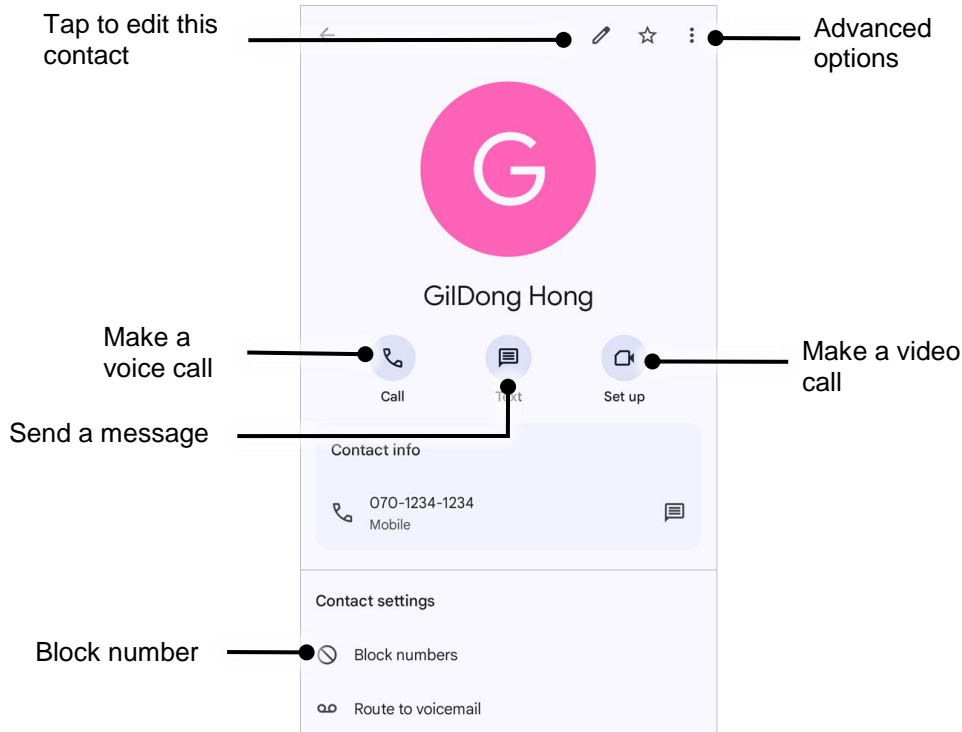 Tap to edit this
contact
Advanced
options
G
GilDong Hong
Make a
voice call
Make a video
call
Call
Text
Set up
Send a message
Contact info
070-1234-1234
Mobile
Contact settings
Block number
Block numbers
Route to voicemail